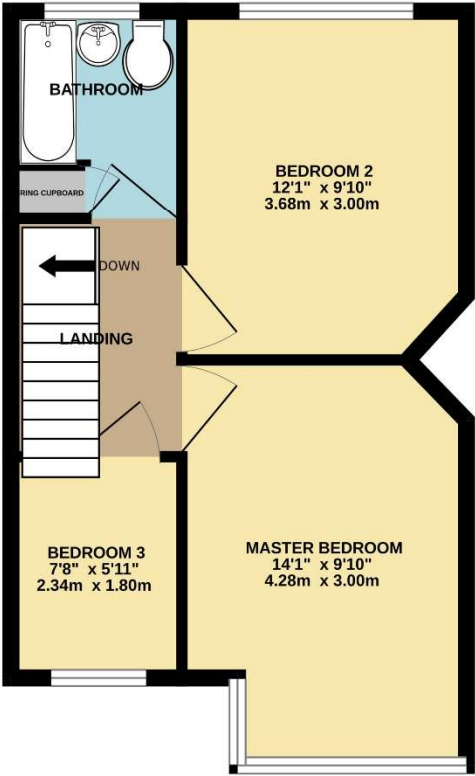 BATHROOM
BEDROOM 2
12'1" x 9'10"
3.68m x 3.00m
RING CUPBOARD
DOWN
LANDING
BEDROOM 3
7'8" x 5'11"
2.34m x 1.80m
MASTER BEDROOM
14'1" x 9'10"
4.28m x 3.00m